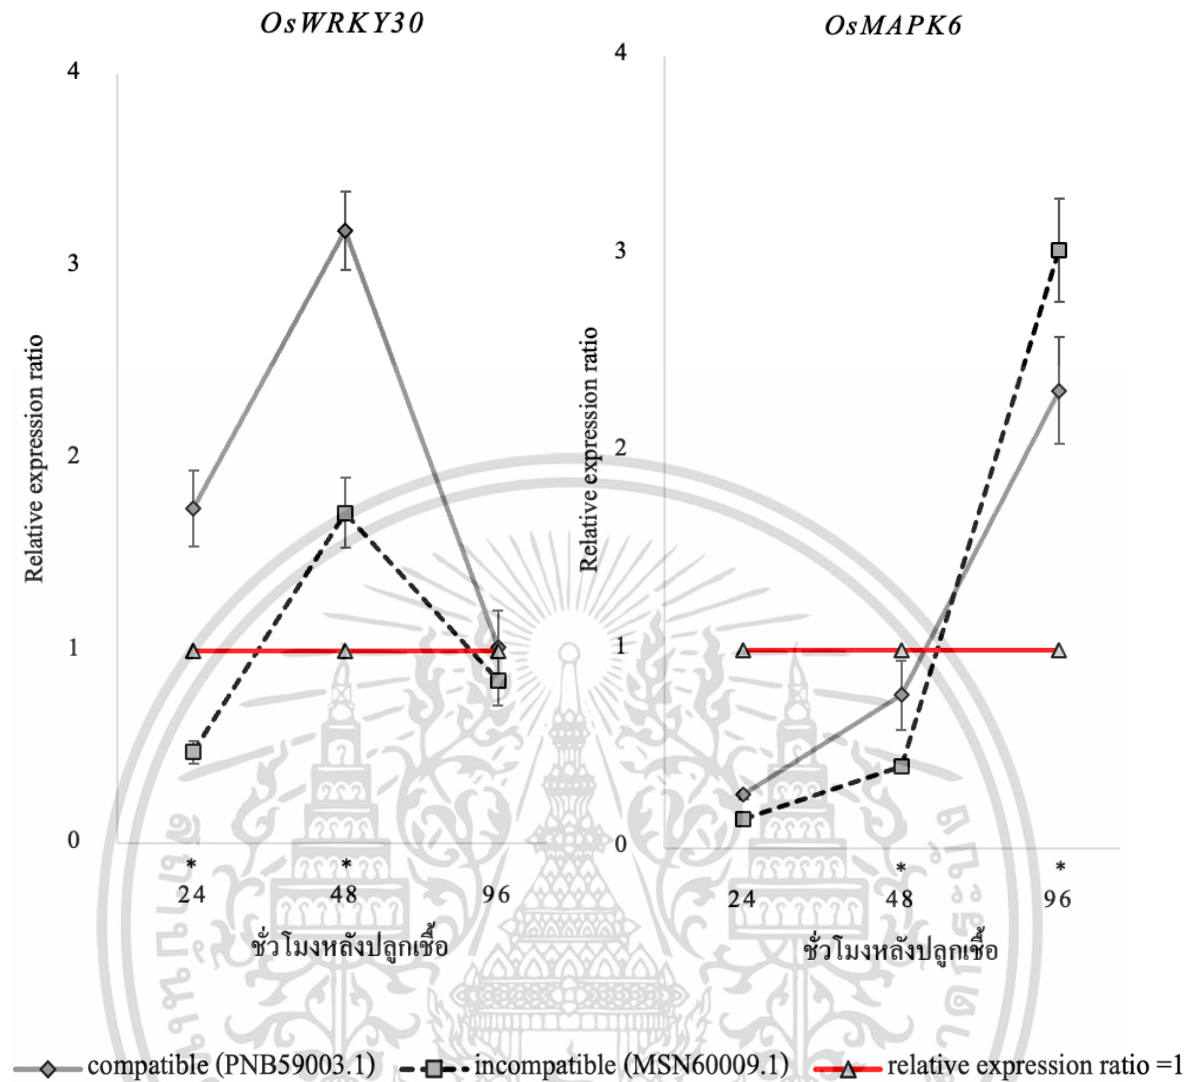 OsWRKY30
4
3
2
1
0
Relative expression ratio
* *
24 48 96
ชั่วโมงหลังปลูกเชื้อ
OsMAPK6
4
3
2
1
0
Relative expression ratio
* *
24 48 96
ชั่วโมงหลังปลูกเชื้อ
compatible (PNB59003.1) incompatible (MSN60009.1) relative expression ratio =1